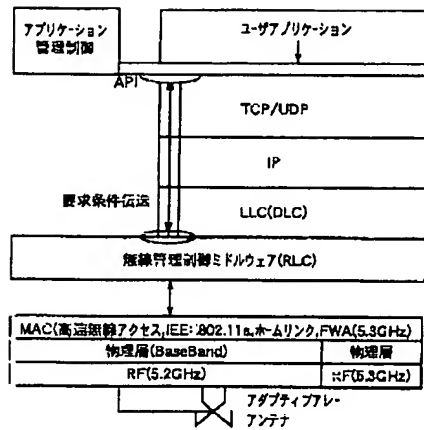 アプリケーション
管理制御
ユーザアプリケーション
API
TCP/UDP
IP
要求条件伝送
LLC(DLC)
無線管理制御ミドルウェア(RLC)
MAC(高速無線アクセス,IEEE:802.11a,ホームリンク,FWA(5.3GHz)
物理層(BaseBand)
物理層
RF(5.2GHz)
RF(5.3GHz)
アダプティブアレー
アンテナ